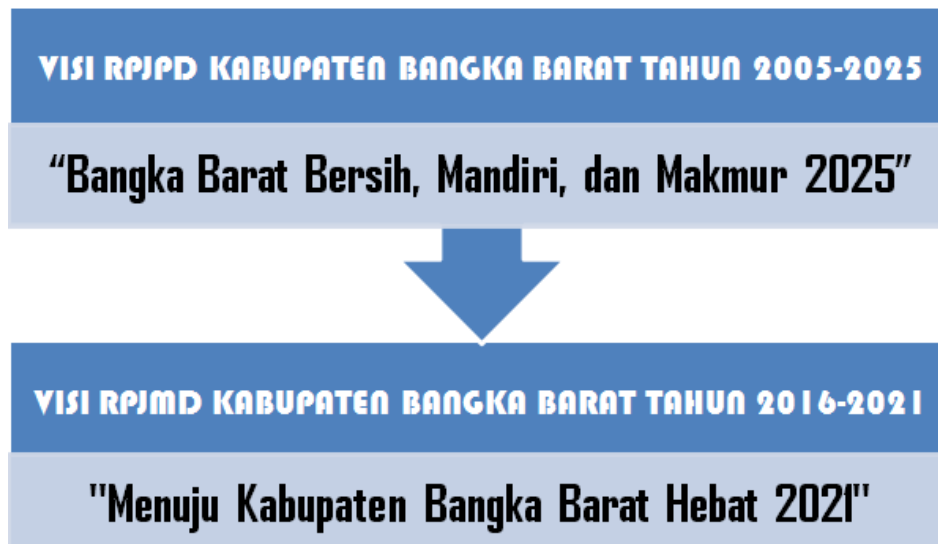 VISI RPJPD KABUPATEN BANGKA BARAT TAHUN 2005-2025
“Bangka Barat Bersih, Mandiri, dan Makmur 2025”
VISI RPJMD KABUPATEN BANGKA BARAT TAHUN 2016-2021
"Menuju Kabupaten Bangka Barat Hebat 2021"